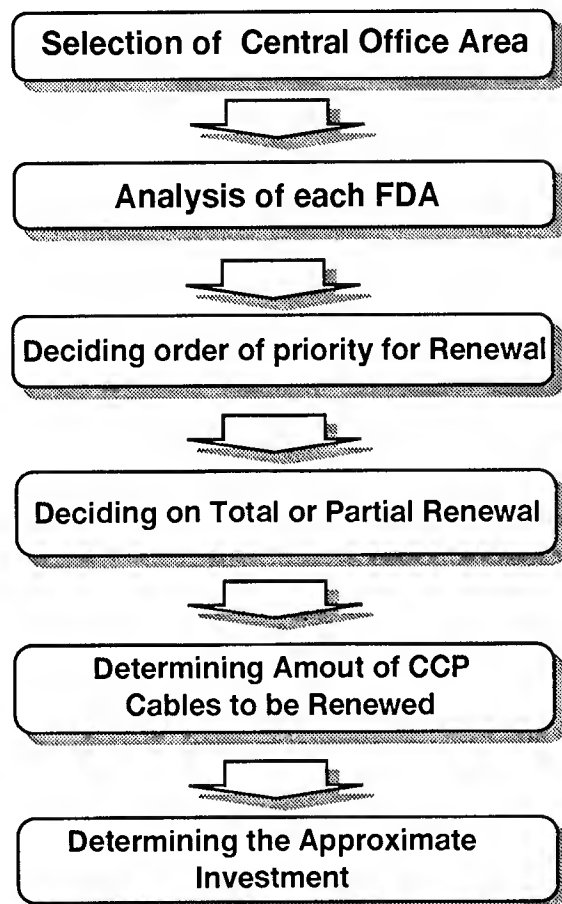 Selection of Central Office Area
Analysis of each FDA
Deciding order of priority for Renewal
Deciding on Total or Partial Renewal
Determining Amout of CCP
Cables to be Renewed
Determining the Approximate
Investment